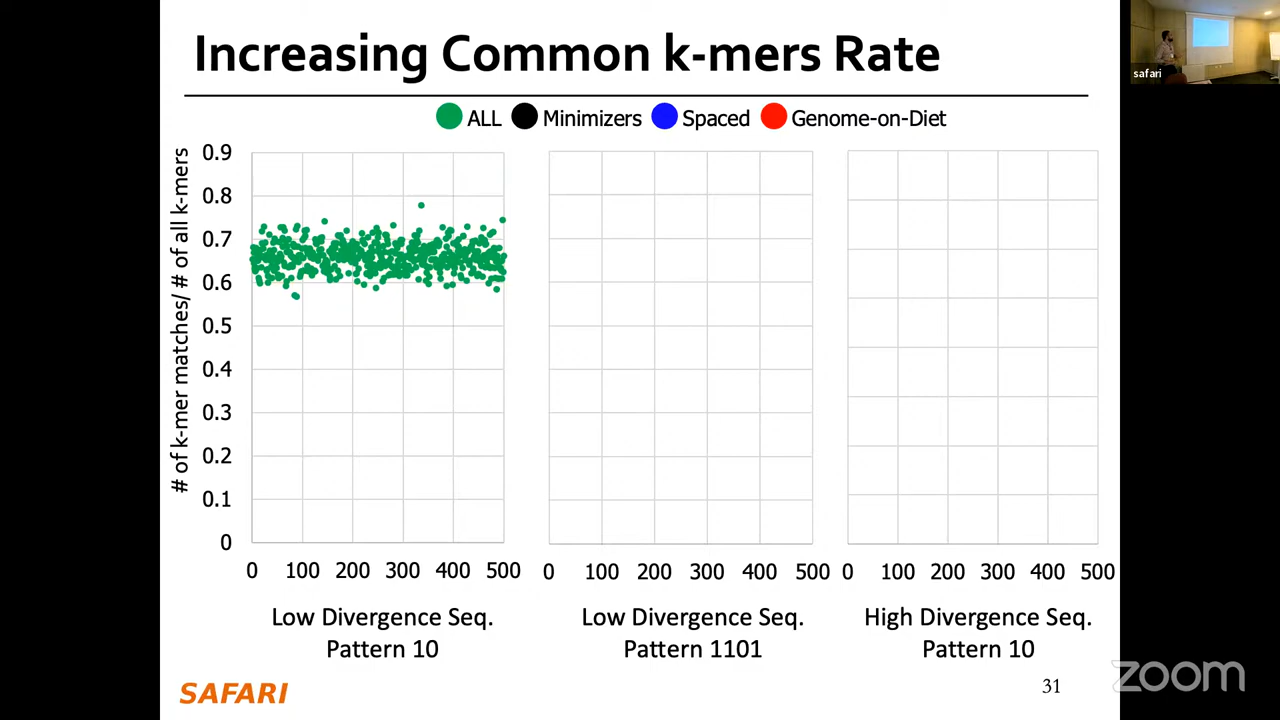 Increasing Common k-mers Rate
safari
ALL Minimizers Spaced Genome-on-Diet
# of k-mer matches/ # of all k-mers
0.9
0.8
0.7
0.6
0.5
0.4
0.3
0.2
0.1
0
0 100 200 300 400 500
0 100 200 300 400 500
0 100 200 300 400 500
Low Divergence Seq.
Pattern 10
Low Divergence Seq.
Pattern 1101
High Divergence Seq.
Pattern 10
SAFARI
31
zoom